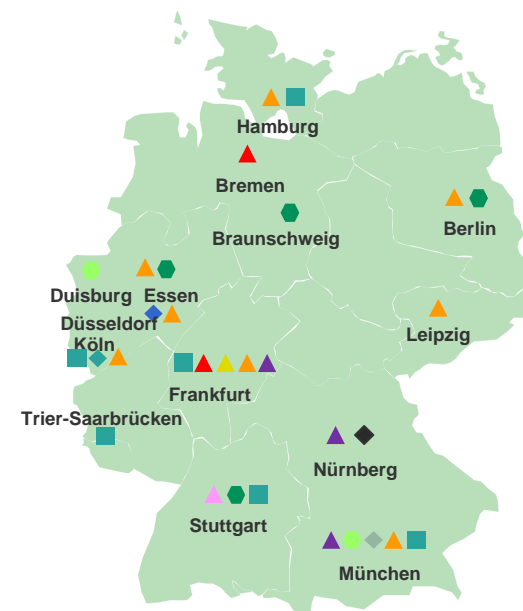 Hamburg
Bremen
Braunschweig
Berlin
Duisburg Essen
Düsseldorf
Köln
Leipzig
Frankfurt
Trier-Saarbrücken
Nürnberg
Stuttgart
München